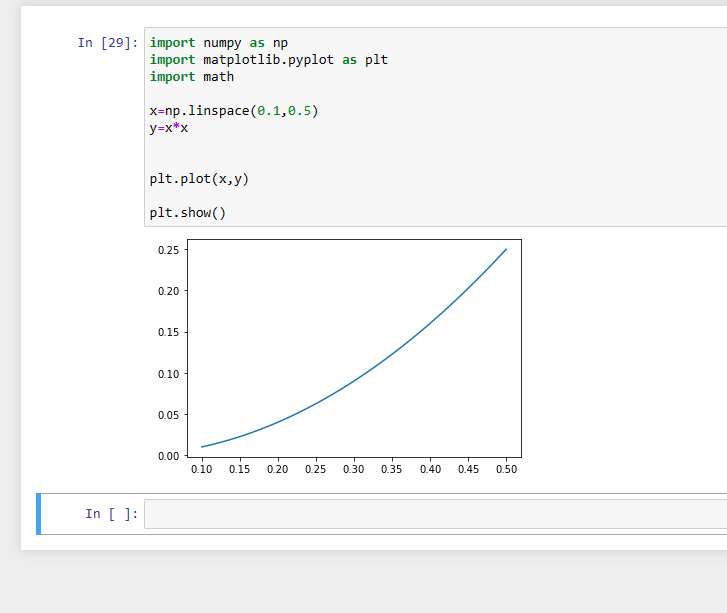 In [29]: import numpy as np
import matplotlib.pyplot as plt
import math
x=np.linspace(0.1,0.5)
y=x*x
plt.plot(x,y)
plt.show()
0.25
0.20
0.15
0.10
0.05
0.00
0.10 0.15 0.20 0.25 0.30 0.35 0.40 0.45 0.50
In [ ]: